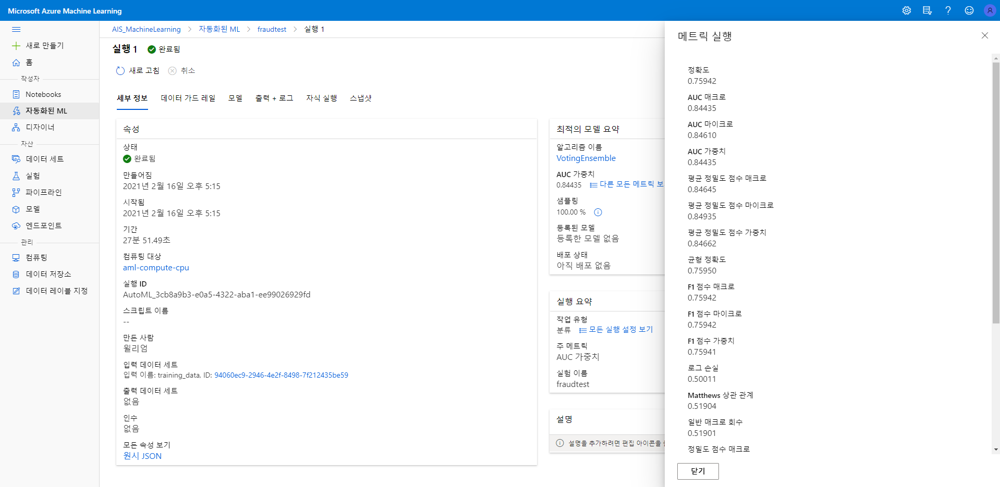 Microsoft Azure Machine Learning
새로 만들기
홈
작성자
Notebooks
자동화된 ML
디자이너
자산
데이터 세트
실험
파이프라인
모델
엔드포인트
관리
컴퓨팅
데이터 저장소
데이터 레이블 지정
AIS_MachineLearning > 자동화된 ML > fraudtest > 실행 1
실행 1 완료됨
새로 고침 취소
세부 정보 데이터 가드 레일 모델 출력 + 로그 자식 실행 스냅샷
속성
상태
완료됨
만들어짐
2021년 2월 16일 오후 5:15
시작됨
2021년 2월 16일 오후 5:15
기간
27분 51.49초
컴퓨팅 대상
aml-compute-cpu
실행 ID
AutoML_3cb8a9b3-e0a5-4322-aba1-ee99026929fd
스크립트 이름
--
만든 사람
윌리엄
입력 데이터 세트
입력 이름: training_data, ID: 94060ec9-2946-4e2f-8498-7f212435be59
출력 데이터 세트
없음
인수
없음
모든 속성 보기
원시 JSON
최적의 모델 요약
알고리즘 이름
VotingEnsemble
AUC 가중치
0.84435 다른 모든 메트릭 보
샘플링
100.00 %
등록된 모델
등록한 모델 없음
배포 상태
아직 배포 없음
실행 요약
작업 유형
분류 모든 실행 설정 보기
주 메트릭
AUC 가중치
실험 이름
fraudtest
설명
설명을 추가하려면 편집 아이콘을
메트릭 실행
정확도
0.75942
AUC 매크로
0.84435
AUC 마이크로
0.84610
AUC 가중치
0.84435
평균 정밀도 점수 매크로
0.84645
평균 정밀도 점수 마이크로
0.84935
평균 정밀도 점수 가중치
0.84662
균형 정확도
0.75950
F1 점수 매크로
0.75942
F1 점수 마이크로
0.75942
F1 점수 가중치
0.75941
로그 손실
0.50011
Matthews 상관 관계
0.51904
일반 매크로 회수
0.51901
정밀도 점수 매크로
닫기